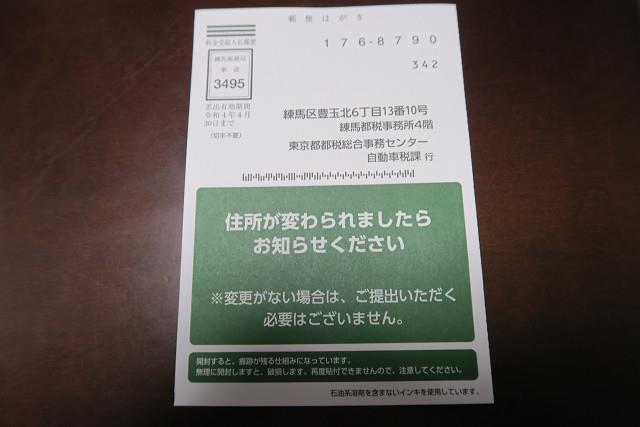 郵便はがき
料金受取人払郵便
練馬郵便局
承認
3495
差出有効期間
令和4年4月
30日まで
(切手不要)
176-8790
342
練馬区豊玉北6丁目13番10号
練馬都税事務所4階
東京都都税総合事務センター
自動車税課 行
住所が変わられましたら
お知らせください
※変更がない場合は、ご提出いただく
必要はございません。
開封すると、痕跡が残る仕組みになっています。
無理に開封しますと、破損します。再度貼付できませんので、注意してください。
石油系溶剤を含まないインキを使用しています。